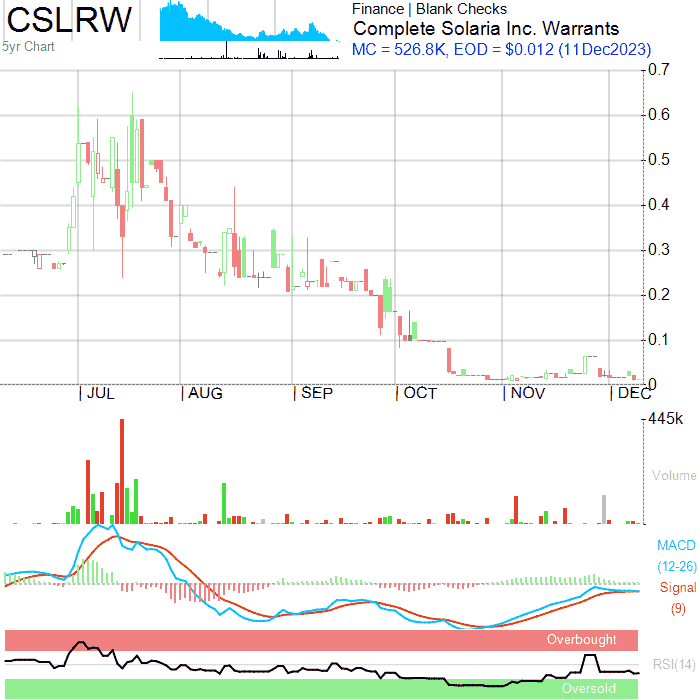 CSLRW
5yr Chart
Finance | Blank Checks
Complete Solaria Inc. Warrants
MC = 526.8K, EOD = $0.012 (11Dec2023)
0.7
0.6
0.5
0.4
0.3
0.2
0.1
0
JUL AUG SEP OCT NOV DEC
445k
Volume
MACD
(12-26)
Signal
(9)
Overbought
RSI(14)
Oversold